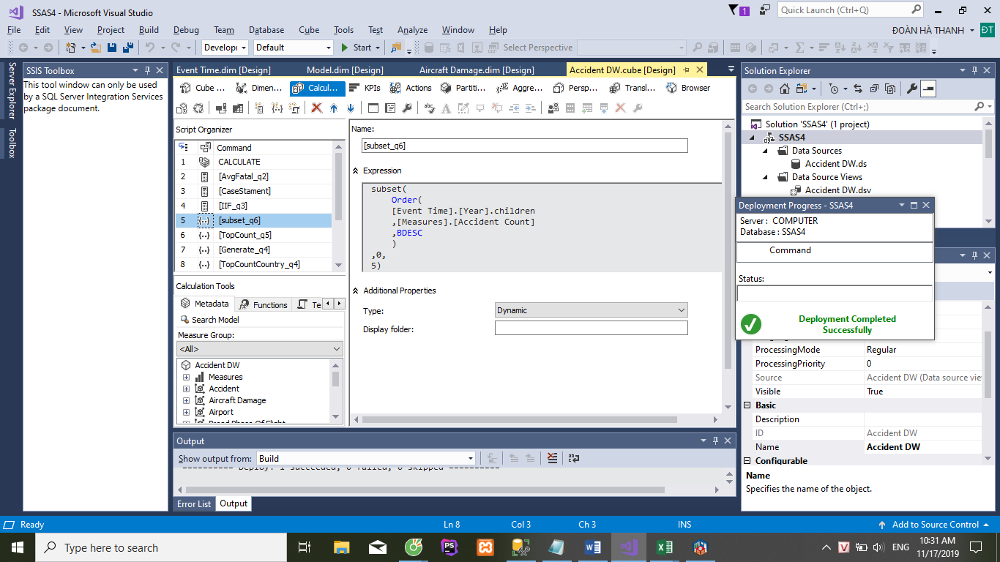 SSAS4 - Microsoft Visual Studio
1
Quick Launch (Ctrl+Q)
File Edit View Project Build Debug Team Database Cube Tools Test Analyze Window Help
ĐOÀN HÀ THANH ĐT
Develop Default Start Select Perspective
Server Explorer
Toolbox
SSIS Toolbox
This tool window can only be used
by a SQL Server Integration Services
package document.
Event Time.dim [Design] Model.dim [Design] Aircraft Damage.dim [Design] Accident DW.cube [Design]
Cube ... Dimen... Calcul... KPIs Actions Partiti... Aggre... Persp... Transl... Browser
Script Organizer
Command
1 CALCULATE
2 [AvgFatal_q2]
3 [CaseStament]
4 [IIF_q3]
5 [subset_q6]
6 [TopCount_q5]
7 [Generate_q4]
8 [TopCountCountry_q4]
Calculation Tools
Metadata Functions Te
Search Model
Measure Group:
<All>
Accident DW
Measures
Accident
Aircraft Damage
Airport
Broad Phase Of Flight
Name:
[subset_q6]
Expression
subset(
Order(
[Event Time].[Year].children
,[Measures].[Accident Count]
,BDESC
)
,0,
5)
Additional Properties
Type: Dynamic
Display folder:
Output
Show output from: Build
========== Deploy: 1 succeeded, 0 failed, 0 skipped ==========
Error List Output
Solution Explorer
Search Solution Explorer (Ctrl+;)
Solution 'SSAS4' (1 project)
SSAS4
Data Sources
Accident DW.ds
Data Source Views
Accident DW.dsv
Deployment Progress - SSAS4
Server : COMPUTER
Database : SSAS4
Command
Status:
Deployment Completed
Successfully
ProcessingMode Regular
ProcessingPriority 0
Source Accident DW (Data source vie
Visible True
Basic
Description
ID Accident DW
Name Accident DW
Configurable
Name
Specifies the name of the object.
Ready Ln 8 Col 3 Ch 3 INS Add to Source Control
Type here to search
PS
V
ENG
10:31 AM
11/17/2019